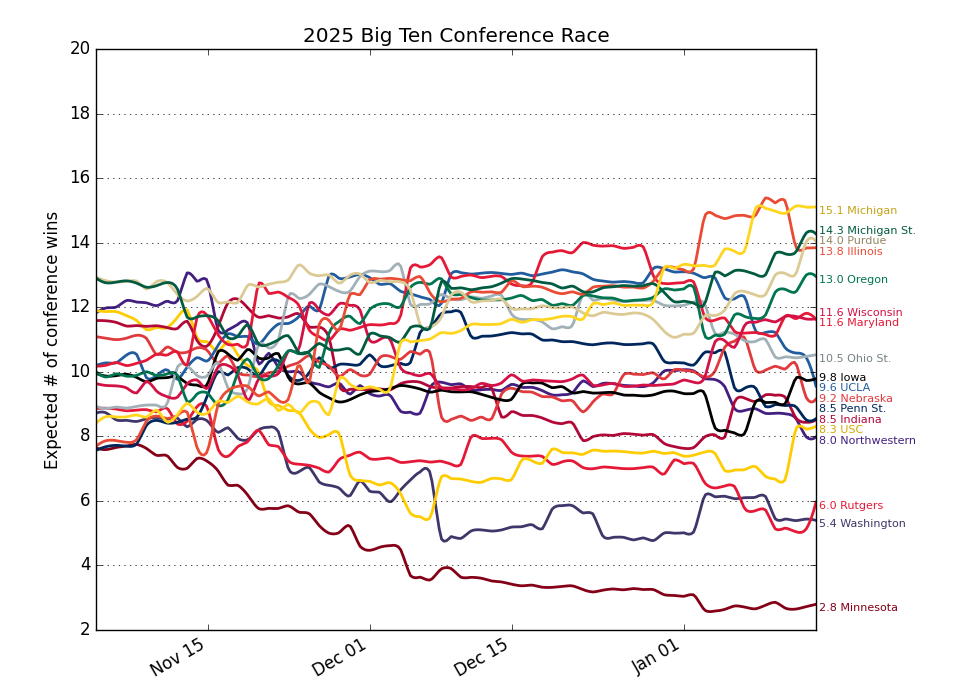 2025 Big Ten Conference Race
Expected # of conference wins
20
18
16
14
12
10
8
6
4
2
Nov 15
Dec 01
Dec 15
Jan 01
15.1 Michigan
14.3 Michigan St.
14.0 Purdue
13.8 Illinois
13.0 Oregon
11.6 Wisconsin
11.6 Maryland
10.5 Ohio St.
9.8 Iowa
9.6 UCLA
9.2 Nebraska
8.5 Penn St.
8.5 Indiana
8.3 USC
8.0 Northwestern
6.0 Rutgers
5.4 Washington
2.8 Minnesota